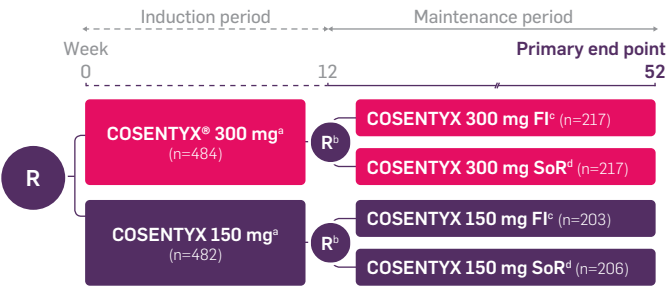 Induction period
Maintenance period
Week
Primary end point
0
12
52
R
COSENTYX® 300 mgᵃ
(n=484)
Rᵇ
COSENTYX 300 mg FIᶜ (n=217)
COSENTYX 300 mg SoRᵈ (n=217)
COSENTYX 150 mgᵃ
(n=482)
Rᵇ
COSENTYX 150 mg FIᶜ (n=203)
COSENTYX 150 mg SoRᵈ (n=206)